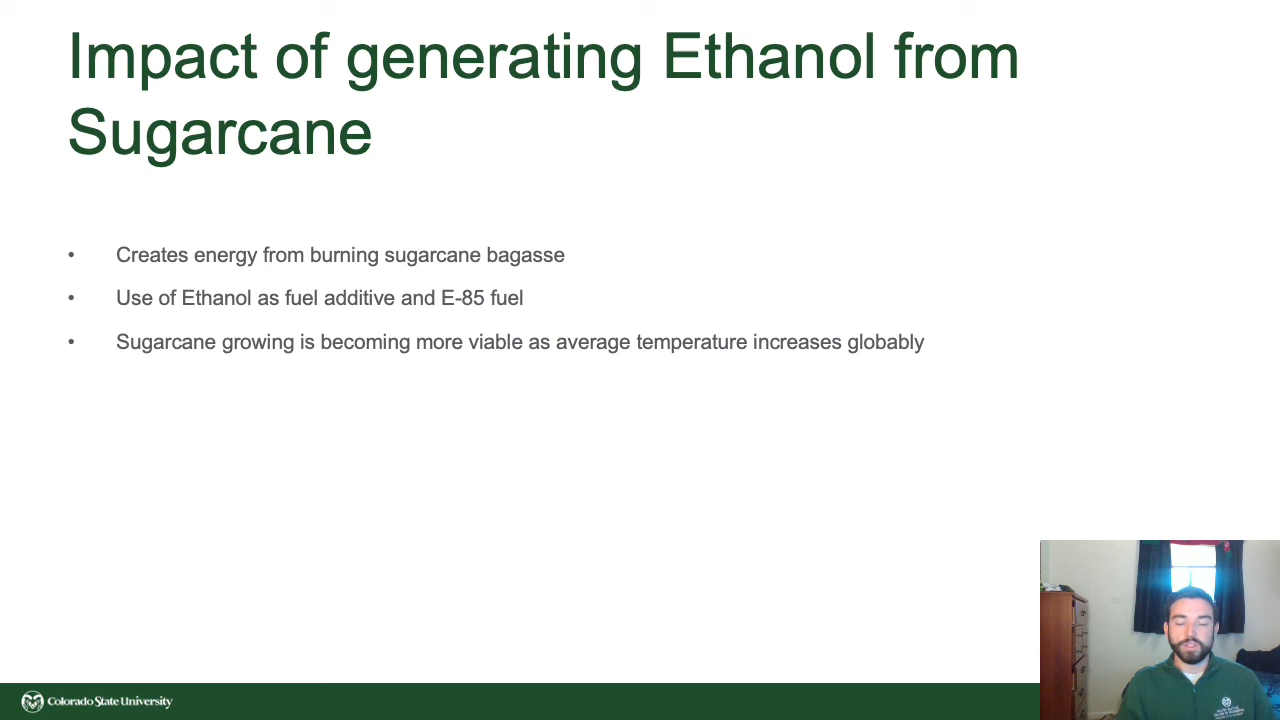 Impact of generating Ethanol from
Sugarcane
• Creates energy from burning sugarcane bagasse
• Use of Ethanol as fuel additive and E-85 fuel
• Sugarcane growing is becoming more viable as average temperature increases globably
Colorado State University